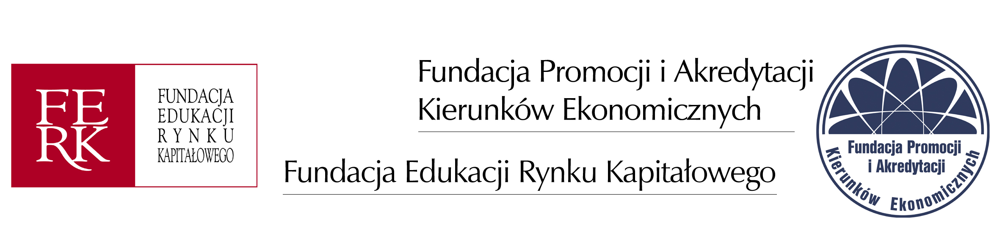 FE
RK
FUNDACJA
EDUKACJI
RYNKU
KAPITAŁOWEGO
Fundacja Promocji i Akredytacji
Kierunków Ekonomicznych
Fundacja Edukacji Rynku Kapitałowego
Fundacja Promocji
i Akredytacji
Kierunków Ekonomicznych